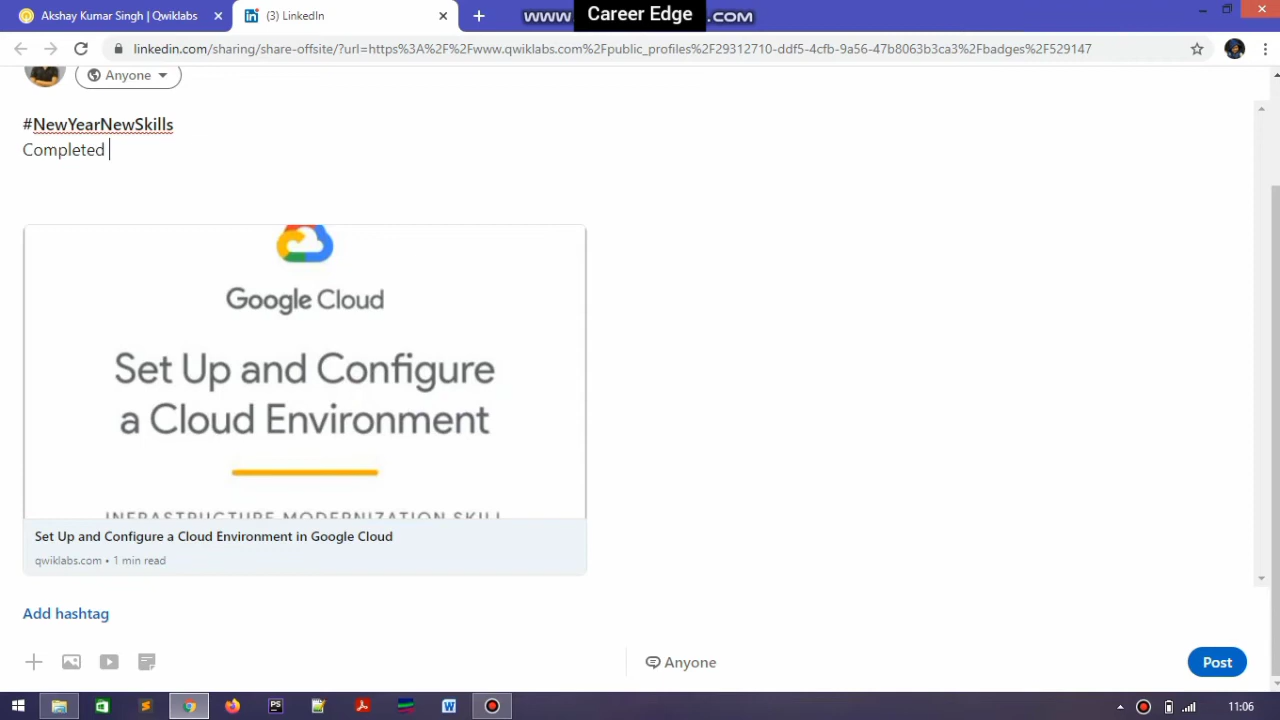 Akshay Kumar Singh | Qwiklabs
(3) LinkedIn
www. Career Edge .com
linkedin.com/sharing/share-offsite/?url=https%3A%2F%2Fwww.qwiklabs.com%2Fpublic_profiles%2F29312710-ddf5-4cfb-9a56-47b8063b3ca3%2Fbadges%2F529147
Anyone
#NewYearNewSkills
Completed
Google Cloud
Set Up and Configure
a Cloud Environment
INFRASTRUCTURE MODERNIZATION SKILL
Set Up and Configure a Cloud Environment in Google Cloud
qwiklabs.com • 1 min read
Add hashtag
Anyone
Post
11:06